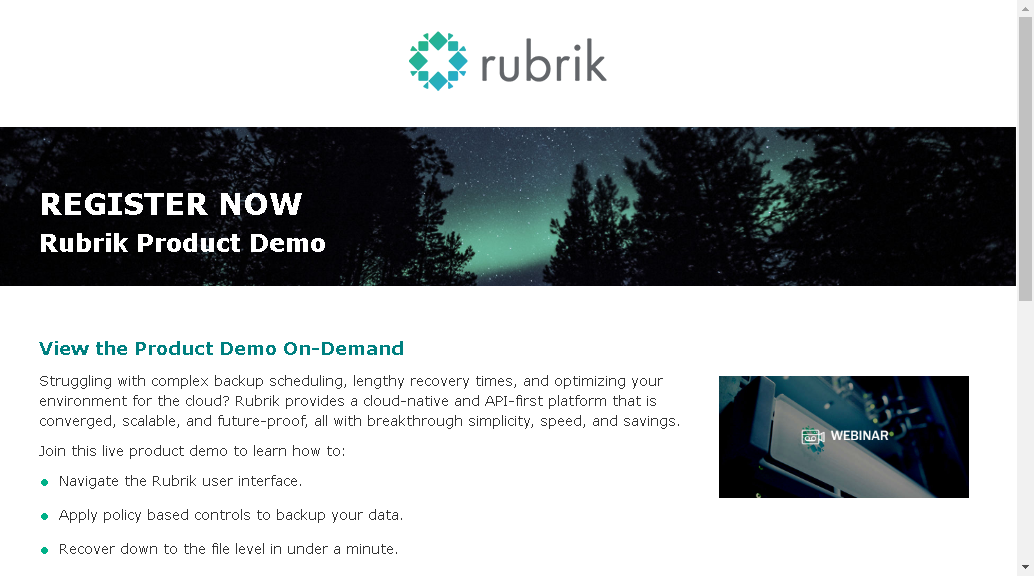 rubrik
REGISTER NOW
Rubrik Product Demo
View the Product Demo On-Demand
Struggling with complex backup scheduling, lengthy recovery times, and optimizing your
environment for the cloud? Rubrik provides a cloud-native and API-first platform that is
converged, scalable, and future-proof, all with breakthrough simplicity, speed, and savings.
WEBINAR
Join this live product demo to learn how to:
Navigate the Rubrik user interface.
Apply policy based controls to backup your data.
Recover down to the file level in under a minute.